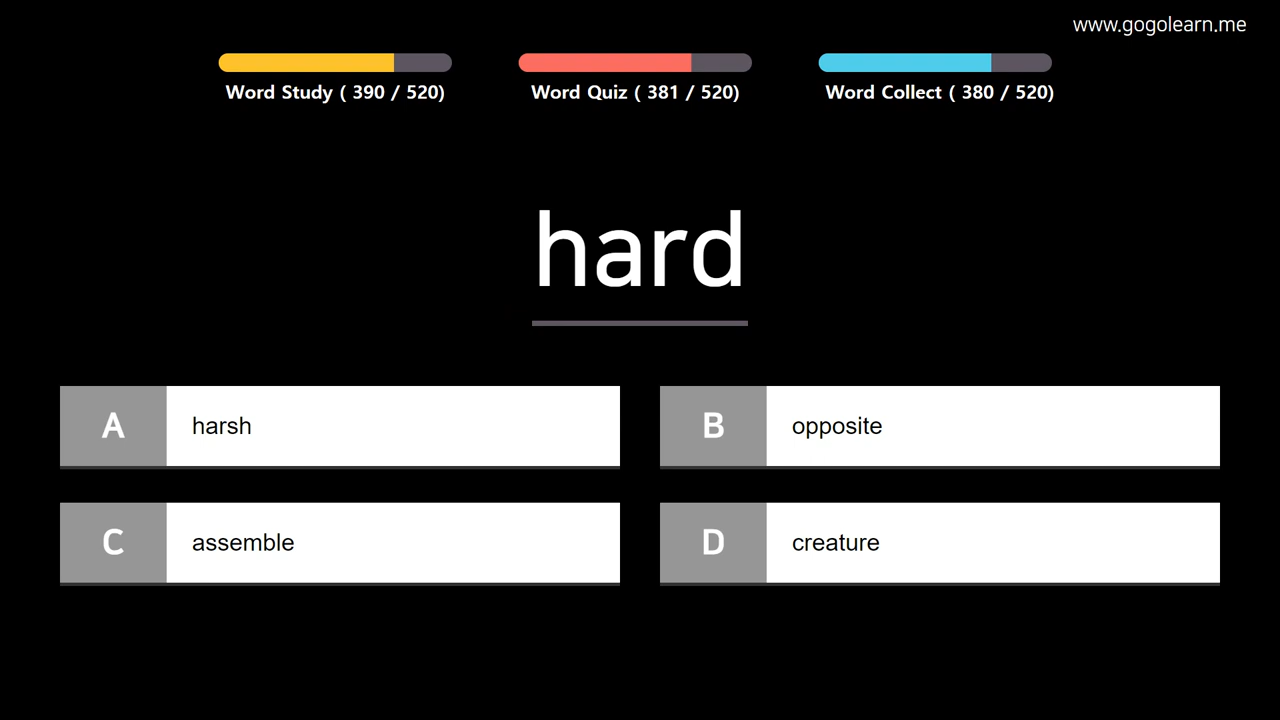 www.gogolearn.me
Word Study ( 390 / 520)
Word Quiz ( 381 / 520)
Word Collect ( 380 / 520)
hard
A harsh
B opposite
C assemble
D creature